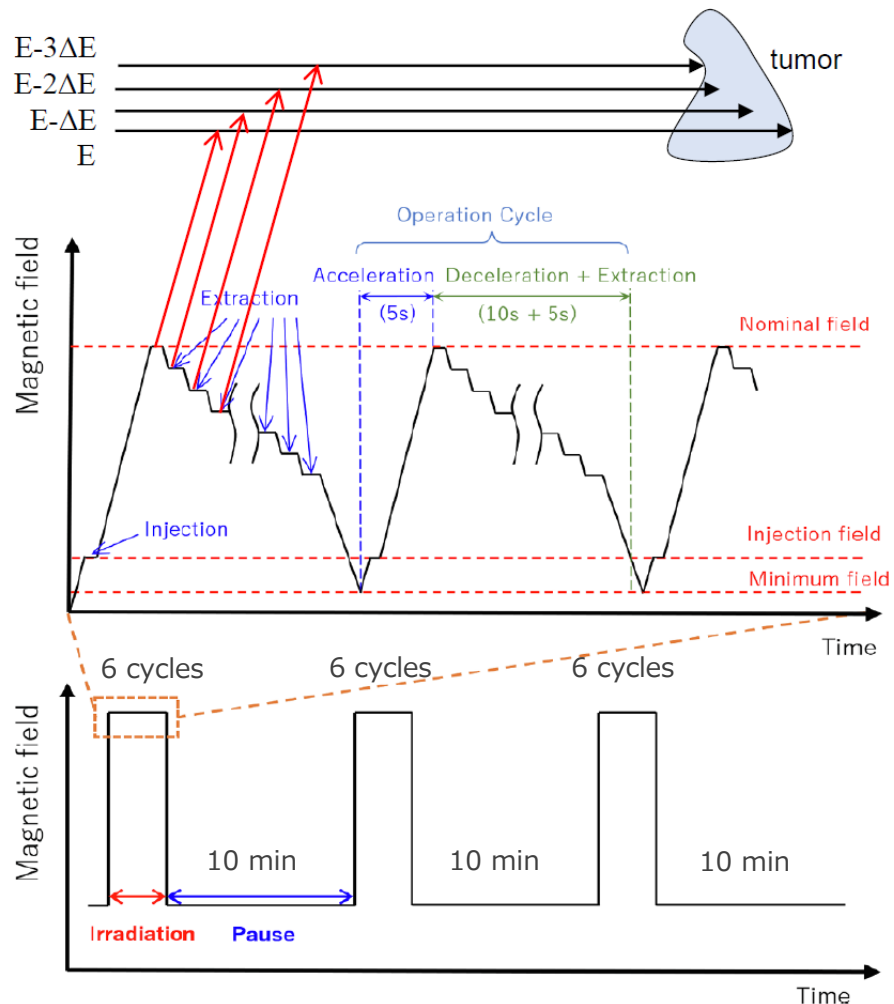 E-3ΔE
E-2ΔE
E-ΔE
E
tumor
Magnetic field
Operation Cycle
Acceleration
Deceleration + Extraction
(5s)
(10s + 5s)
Extraction
Nominal field
Injection
Injection field
Minimum field
Time
6 cycles
6 cycles
6 cycles
Magnetic field
10 min
10 min
10 min
Irradiation
Pause
Time